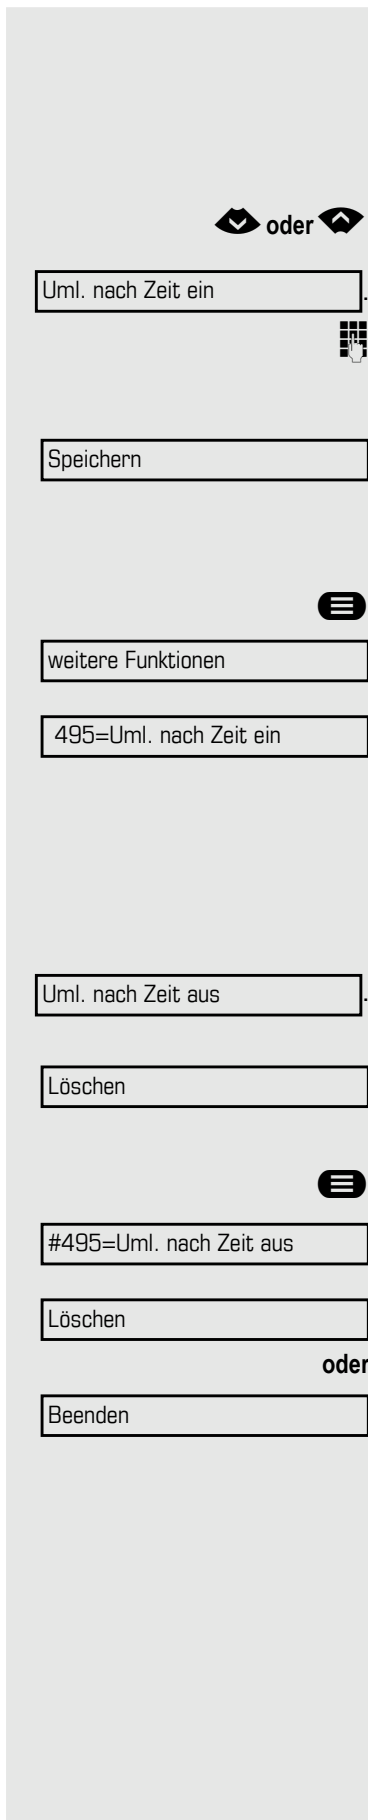 oder
Uml. nach Zeit ein .
Speichern
weitere Funktionen
495=Uml. nach Zeit ein
Uml. nach Zeit aus .
Löschen
#495=Uml. nach Zeit aus
Löschen
oder
Beenden